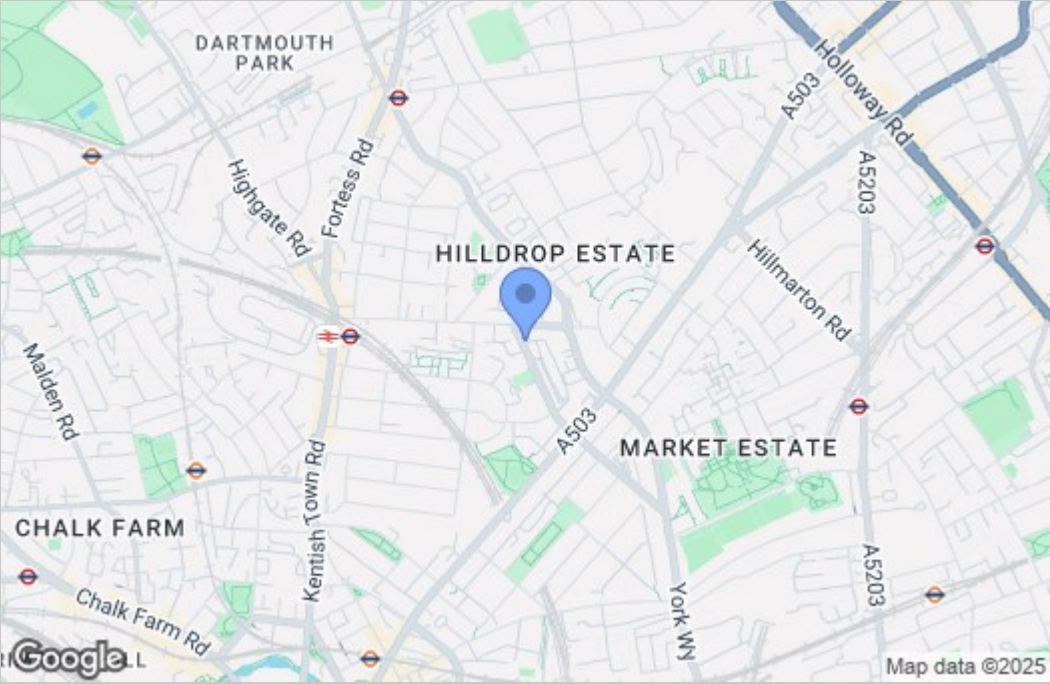 DARTMOUTH
PARK
Holloway Rd
A503
A5203
Fortess Rd
Highgate Rd
HILLDROP ESTATE
Hillmarton Rd
Malden Rd
A503
MARKET ESTATE
Kentish Town Rd
CHALK FARM
A5203
York WY
Chalk Farm Rd
Google
Map data ©2025